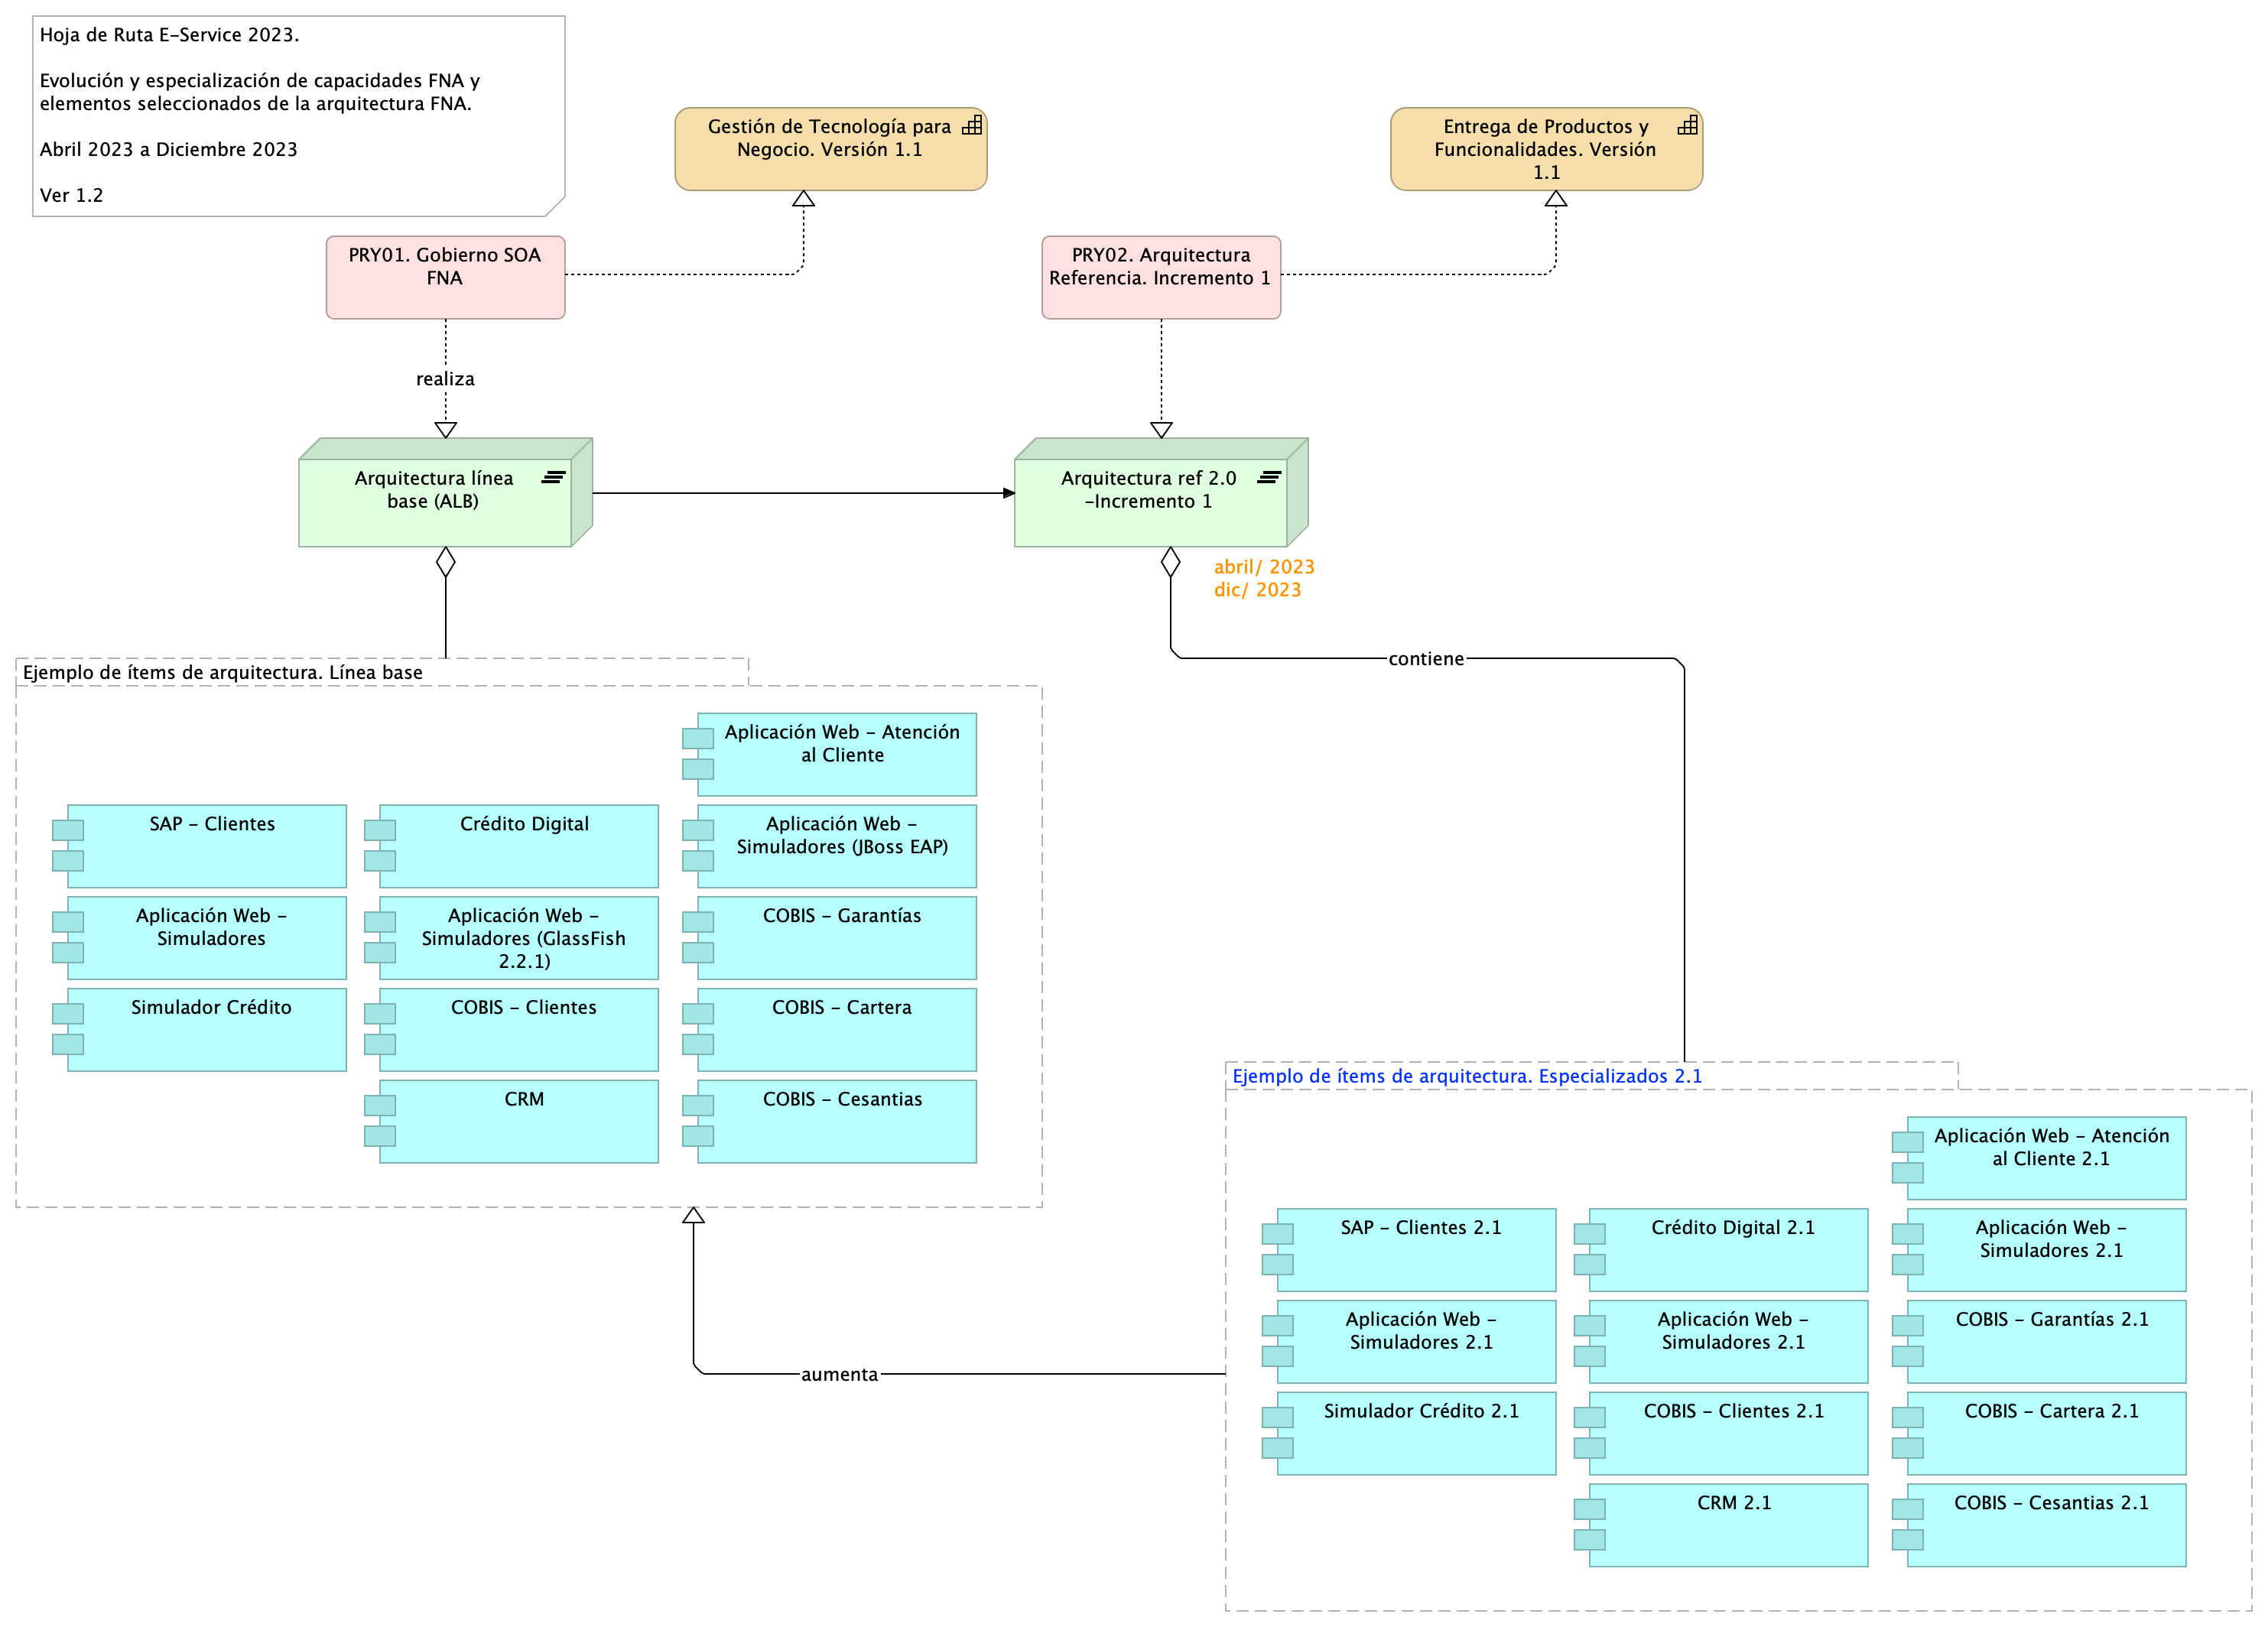 Hoja de Ruta E-Service 2023.
Evolución y especialización de capacidades FNA y
elementos seleccionados de la arquitectura FNA.
Abril 2023 a Diciembre 2023
Ver 1.2
Gestión de Tecnología para
Negocio. Versión 1.1
Entrega de Productos y
Funcionalidades. Versión
1.1
PRY01. Gobierno SOA
FNA
PRY02. Arquitectura
Referencia. Incremento 1
realiza
Arquitectura línea
base (ALB)
Arquitectura ref 2.0
-Incremento 1
abril/ 2023
dic/ 2023
contiene
Ejemplo de ítems de arquitectura. Línea base
Aplicación Web - Atención
al Cliente
SAP - Clientes
Crédito Digital
Aplicación Web -
Simuladores (JBoss EAP)
Aplicación Web -
Simuladores
Aplicación Web -
Simuladores (GlassFish
2.2.1)
COBIS - Garantías
Simulador Crédito
COBIS - Clientes
COBIS - Cartera
CRM
COBIS - Cesantias
Ejemplo de ítems de arquitectura. Especializados 2.1
Aplicación Web - Atención
al Cliente 2.1
SAP - Clientes 2.1
Crédito Digital 2.1
Aplicación Web -
Simuladores 2.1
Aplicación Web -
Simuladores 2.1
Aplicación Web -
Simuladores 2.1
COBIS - Garantías 2.1
Simulador Crédito 2.1
COBIS - Clientes 2.1
COBIS - Cartera 2.1
CRM 2.1
COBIS - Cesantias 2.1
aumenta